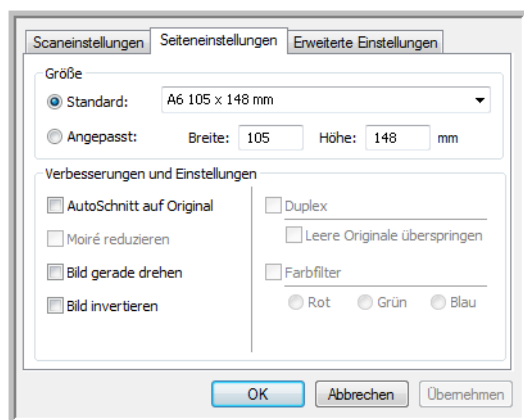 Scaneinstellungen Seiteneinstellungen Erweiterte Einstellungen
Größe
Standard: A6 105 x 148 mm
Angepasst: Breite: 105 Höhe: 148 mm
Verbesserungen und Einstellungen
AutoSchnitt auf Original Duplex
Moiré reduzieren Leere Originale überspringen
Bild gerade drehen Farbfilter
Bild invertieren Rot Grün Blau
OK Abbrechen Übernehmen